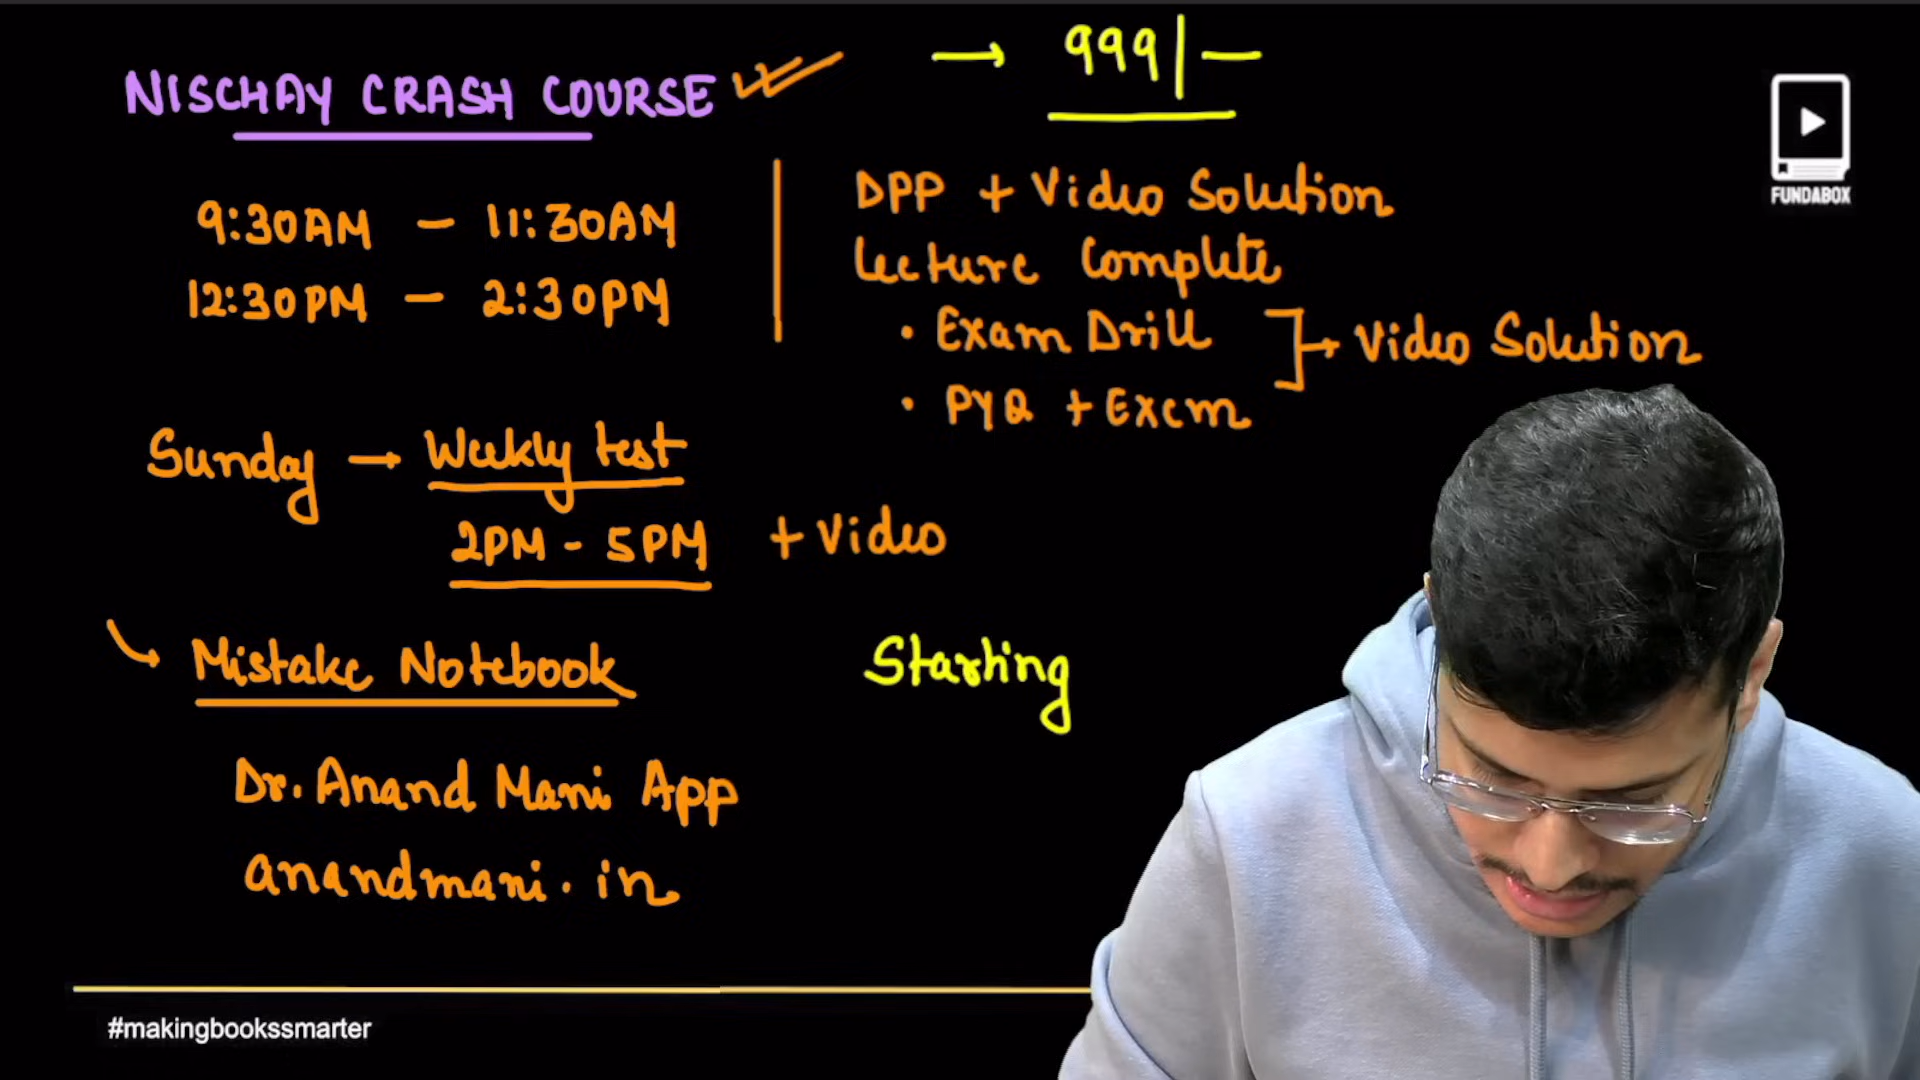 NISCHAY CRASH COURSE → 999/-
9:30AM - 11:30AM
12:30PM - 2:30PM
DPP + Video Solution
Lecture Complete
• Exam Drill
• PYQ + Exem
→ Video Solution
Sunday → Weekly test
2PM - 5PM + Video
Mistake Notebook
Starting
Dr. Anand Mani App
anandmani.in
FUNDABOX
#makingbookssmarter